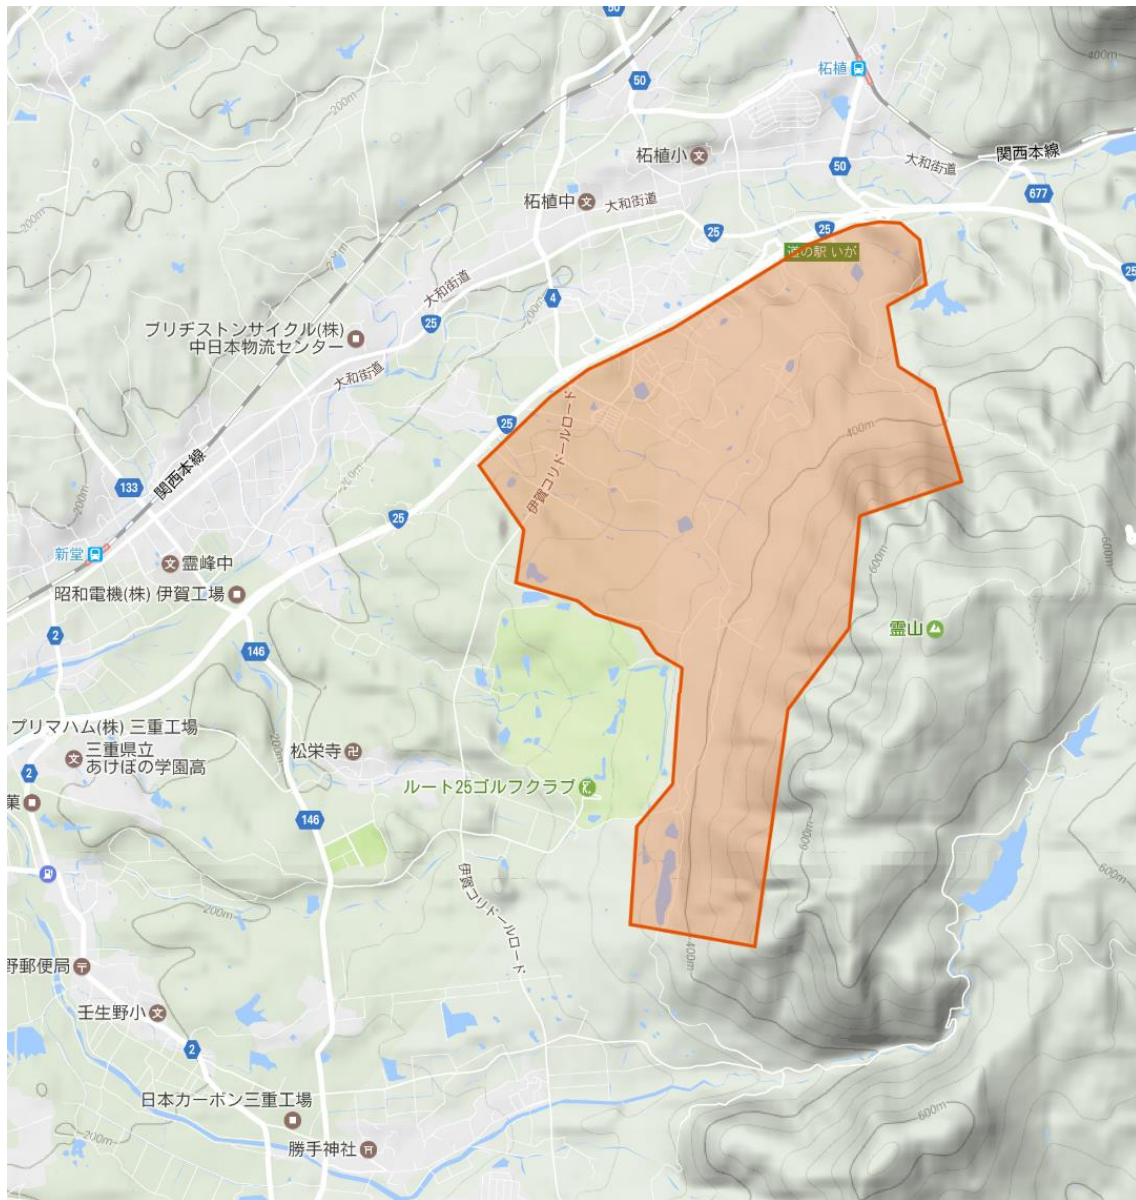 50
柘植
400m
50
200m
柘植小
関西本線
大和街道
50
677
柘植中
大和街道
25
25
道の駅 いが
25
200m
大和街道
4
200m
25
ブリヂストンサイクル(株)
中日本物流センター
大和街道
25
400m
伊賀コリドールロード
関西本線
133
200m
25
新堂
霊峰中
600m
600m
昭和電機(株) 伊賀工場
2
霊山
146
プリマハム(株) 三重工場
三重県立
あけぼの学園高
松栄寺
200m
2
ルート25ゴルフクラブ
菓
146
600m
600m
伊賀コリドールロード
200m
400m
野郵便局
壬生野小
2
日本カーボン三重工場
600m
200m
勝手神社